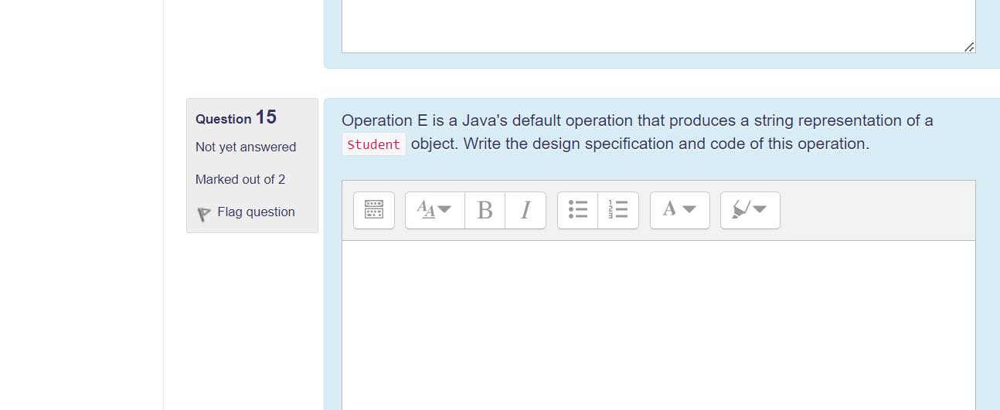 Question 15
Not yet answered
Marked out of 2
Flag question
Operation E is a Java's default operation that produces a string representation of a
Student object. Write the design specification and code of this operation.